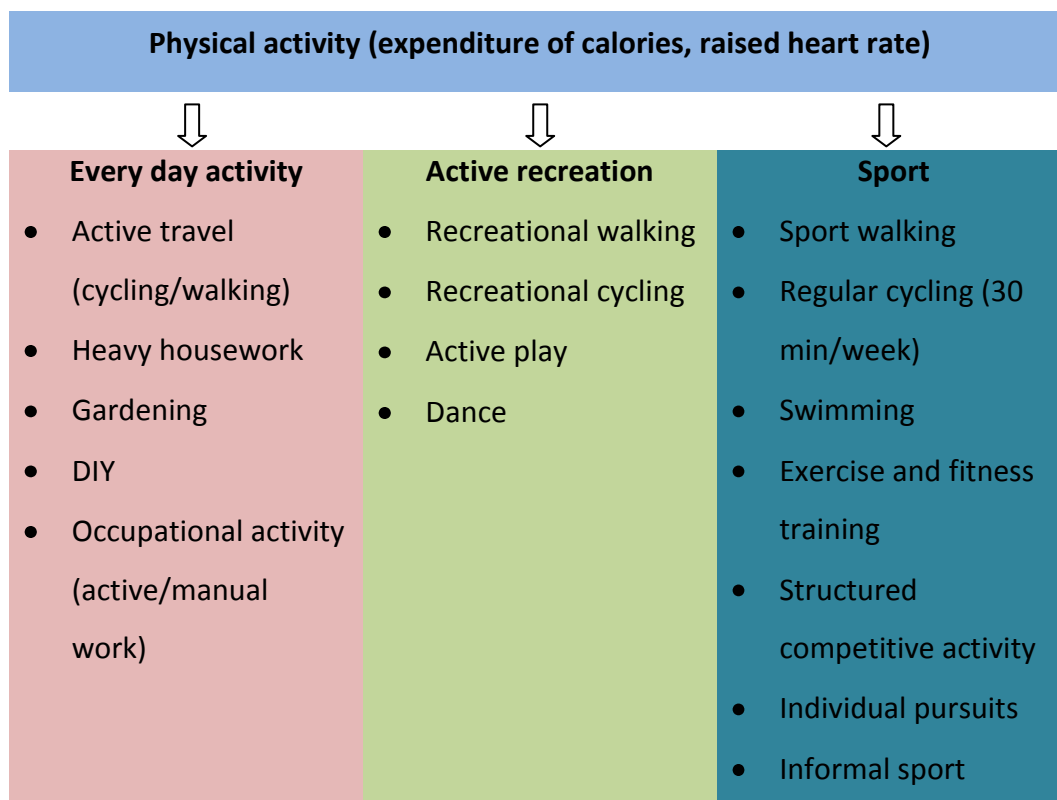 Physical activity (expenditure of calories, raised heart rate)
Every day activity
• Active travel
(cycling/walking)
• Heavy housework
• Gardening
• DIY
• Occupational activity
(active/manual
work)
Active recreation
• Recreational walking
• Recreational cycling
• Active play
• Dance
Sport
• Sport walking
• Regular cycling (30
min/week)
• Swimming
• Exercise and fitness
training
• Structured
competitive activity
• Individual pursuits
• Informal sport